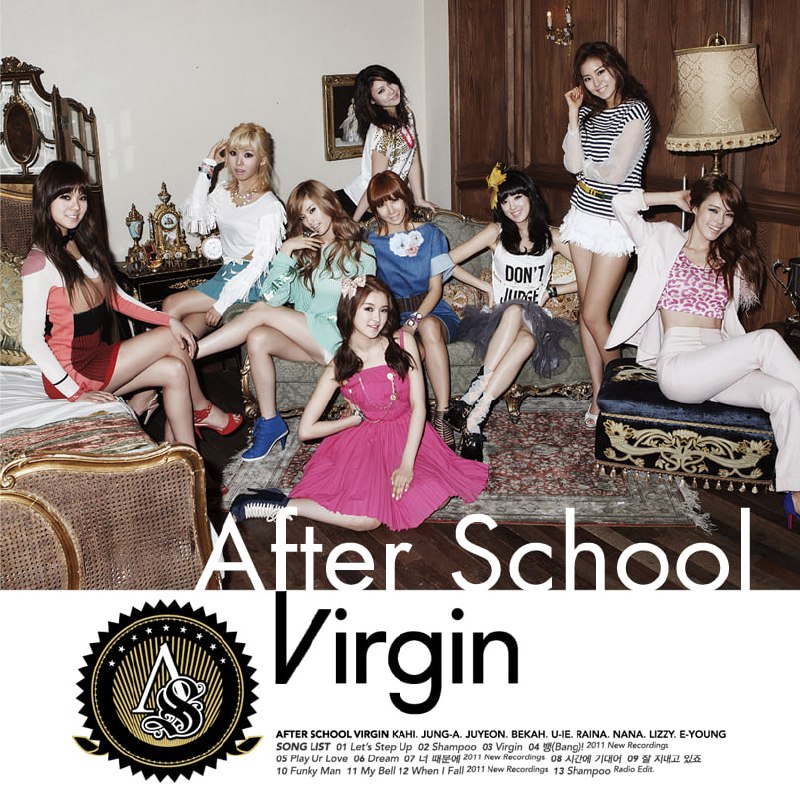 DON'T
JUDGE
After School
Virgin
AS
AFTER SCHOOL VIRGIN KAHI. JUNG-A. JUYEON. BEKAH. U-IE. RAINA. NANA. LIZZY. E-YOUNG
SONG LIST 01 Let's Step Up 02 Shampoo 03 Virgin 04 뱅(Bang)! 2011 New Recordings
05 Play Ur Love 06 Dream 07 너 때문에 2011 New Recordings 08 시간에 기대어 09 잘 지내고 있죠
10 Funky Man 11 My Bell 12 When I Fall 2011 New Recordings 13 Shampoo Radio Edit.